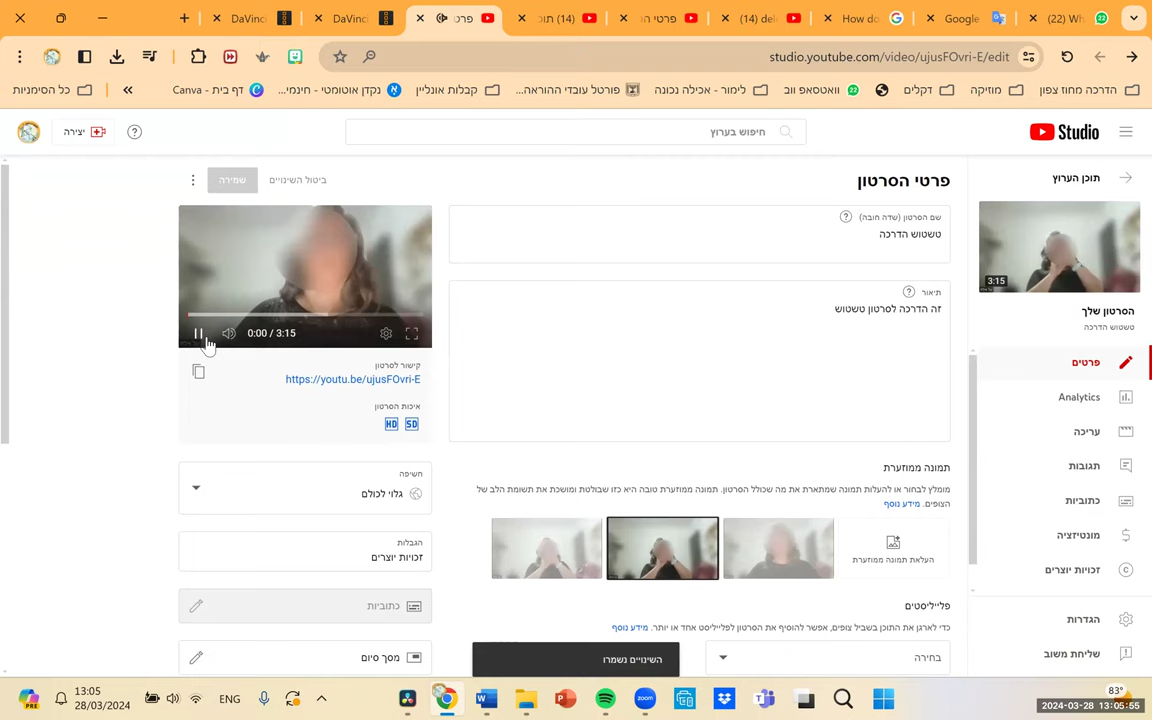 DaVinci
DaVinci
פרטי
(14) תוכ
פרטי הס
(14) del
How do
Google
(22) Wh
studio.youtube.com/video/ujusFOvri-E/edit
הדרכה מחוז צפון
מוזיקה
דקלים
22
וואטסאפ ווב
לימור - אכילה נכונה
פורטל עובדי ההוראה...
קבלות אונליין
נקדן אוטומטי - חינמי...
דף בית - Canva
כל הסימניות
Studio
חיפוש בערוץ
יצירה
תוכן הערוץ
3:15
הסרטון שלך
טשטוש הדרכה
פרטים
Analytics
עריכה
תגובות
כתוביות
מונטיזציה
זכויות יוצרים
הגדרות
שליחת משוב
פרטי הסרטון
ביטול השינויים
שמירה
שם הסרטון (שדה חובה)
טשטוש הדרכה
תיאור
זה הדרכה לסרטון טשטוש
0:00 / 3:15
קישור לסרטון
https://youtu.be/ujusFOvri-E
איכות הסרטון
SD
HD
תמונה ממוזערת
מומלץ לבחור או להעלות תמונה שמתארת את מה שכולל הסרטון. תמונה ממוזערת טובה היא כזו שבולטת ומושכת את תשומת הלב של
הצופים. מידע נוסף
העלאת תמונה ממוזערת
חשיפה
גלוי לכולם
הגבלות
זכויות יוצרים
כתוביות
מסך סיום
פלייליסטים
כדי לארגן את התוכן בשביל צופים, אפשר להוסיף את הסרטון לפלייליסט אחד או יותר. מידע נוסף
בחירה
השינויים נשמרו
PRE
13:05
28/03/2024
ENG
zoom
83°
2024-03-28 13:05:55